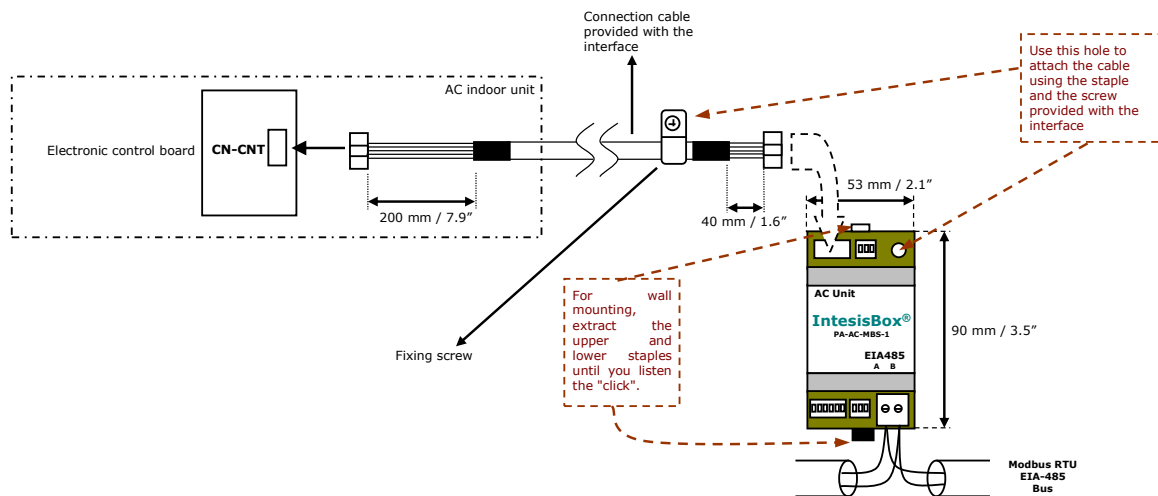 Connection cable
provided with the
interface
Use this hole to
attach the cable
using the staple
and the screw
provided with the
interface
AC indoor unit
Electronic control board
CN-CNT
200 mm / 7.9”
40 mm / 1.6”
53 mm / 2.1”
For wall
mounting,
extract the
upper and
lower staples
until you listen
the "click".
Fixing screw
AC Unit
IntesisBox®
PA-AC-MBS-1
EIA485
A B
90 mm / 3.5”
Modbus RTU
EIA-485
Bus